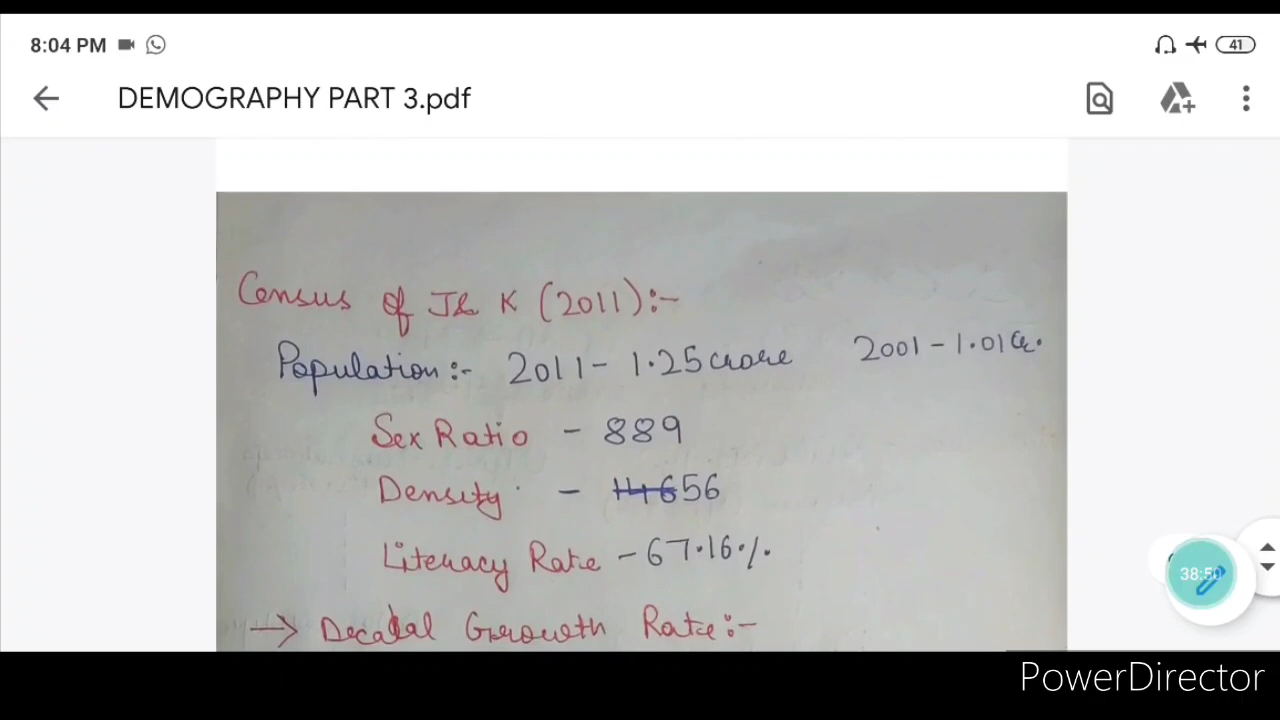 8:04 PM
41
DEMOGRAPHY PART 3.pdf
Census of J& K (2011):-
Population:- 2011- 1.25 crore 2001-1.01 Cr.
Sex Ratio - 889
Density - 56
Literacy Rate - 67.16%
→ Decadal Growth Rate:-
38:50
PowerDirector